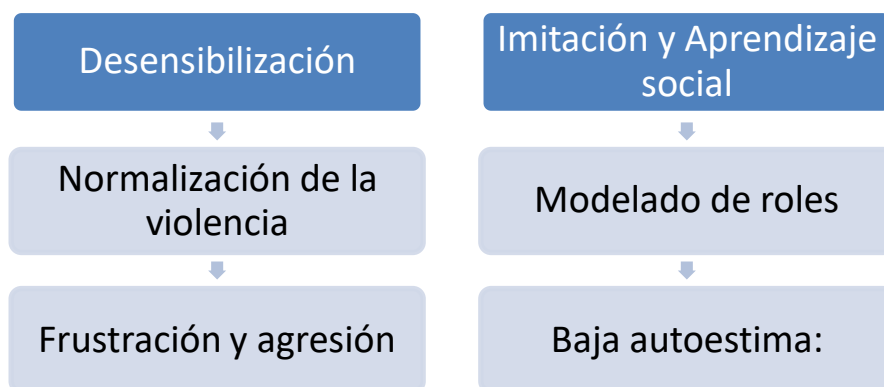 Desensibilización
Normalización de la
violencia
Frustración y agresión
Imitación y Aprendizaje
social
Modelado de roles
Baja autoestima: